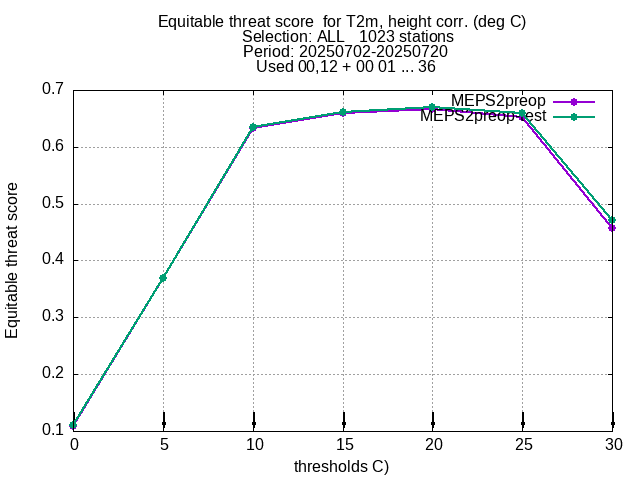 Equitable threat score  for T2m, height corr. (deg C)
Selection: ALL   1023 stations
Period: 20250702-20250720
Used 00,12 + 00 01 ... 36
MEPS2preop
MEPS2preop test
Equitable threat score
0.7
0.6
0.5
0.4
0.3
0.2
0.1
0 5 10 15 20 25 30
thresholds C)